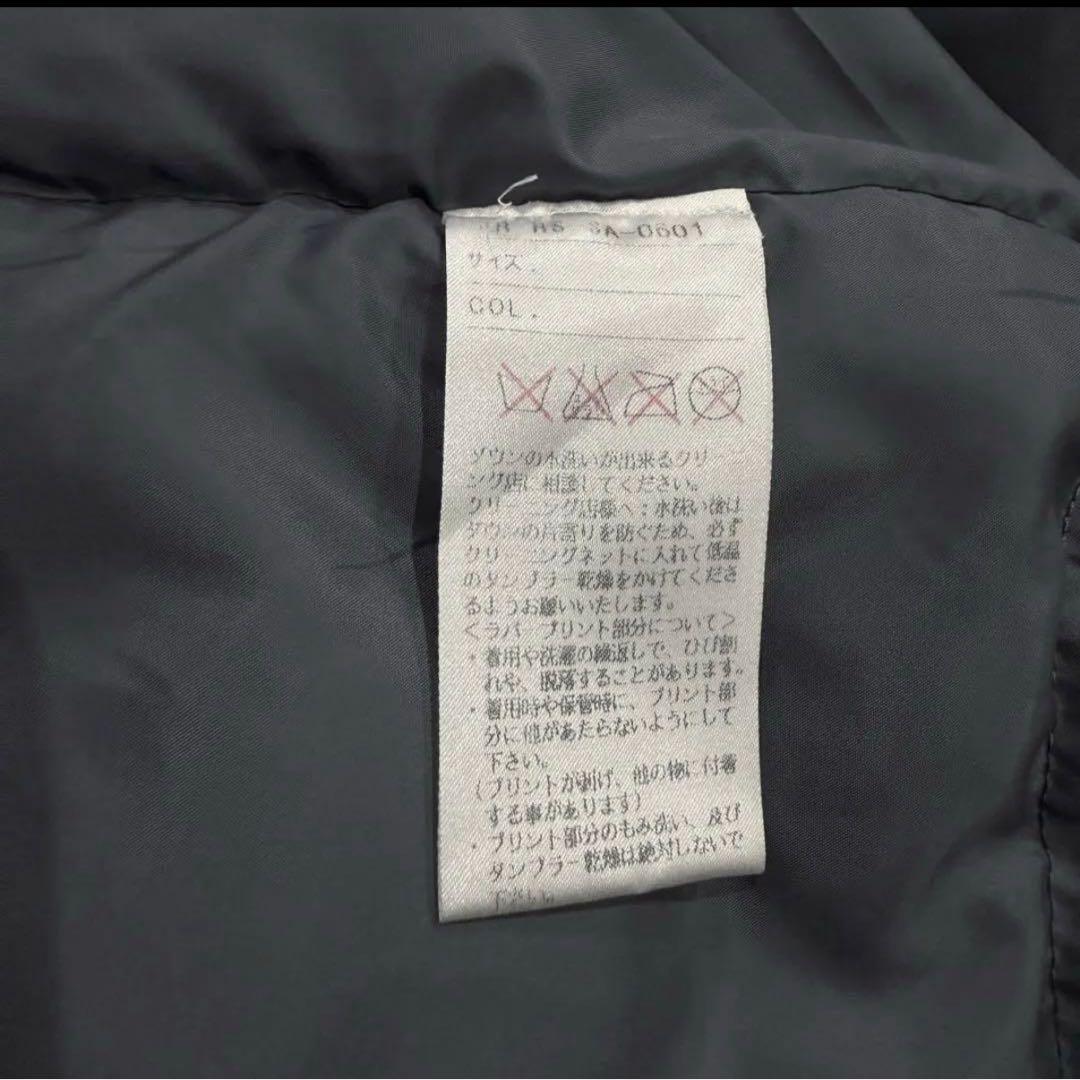 A-0601
サイズ.
COL.
ダウンの水洗いが出来るクリー
ニング店に相談してください。
クリーニング店様へ:水洗い後は
ダウンの片寄りを防ぐため、必ず
クリーニングネットに入れて低温
のタンブラー乾燥をかけてくださ
るようお願いいたします。
<ラバープリント部分について>
・着用や洗濯の繰返しで、ひび割
れや、脱落することがあります。
・着用時や保管時に、プリント部
分に他があたらないようにして
下さい。
(プリントが剥げ、他の物に付着
する事があります)
・プリント部分のもみ洗い、及び
タンブラー乾燥は絶対しないで
下さい。